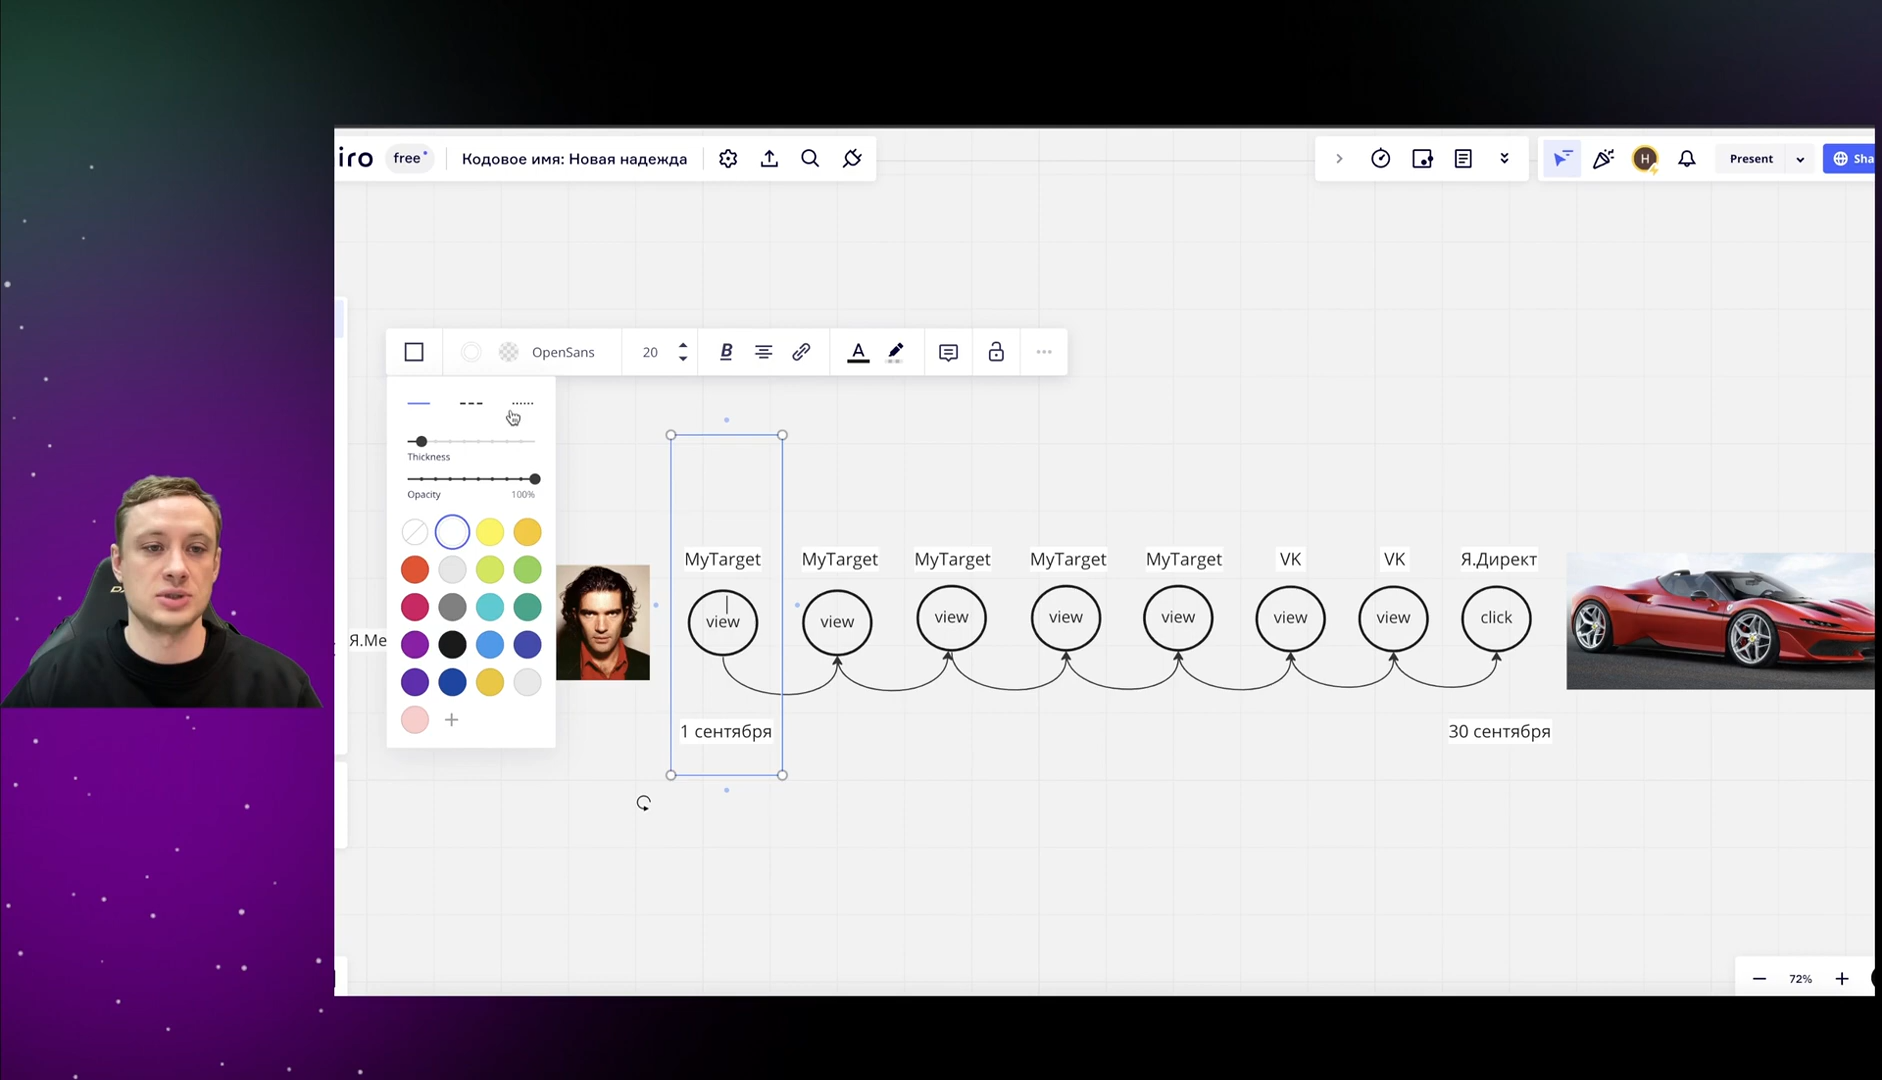 iro free Кодовое имя: Новая надежда Present Sha
OpenSans 20 B A
Thickness
Opacity 100%
MyTarget MyTarget MyTarget MyTarget MyTarget VK VK Я.Директ
view view view view view view view click
Я.Ме
1 сентября 30 сентября
72%
H